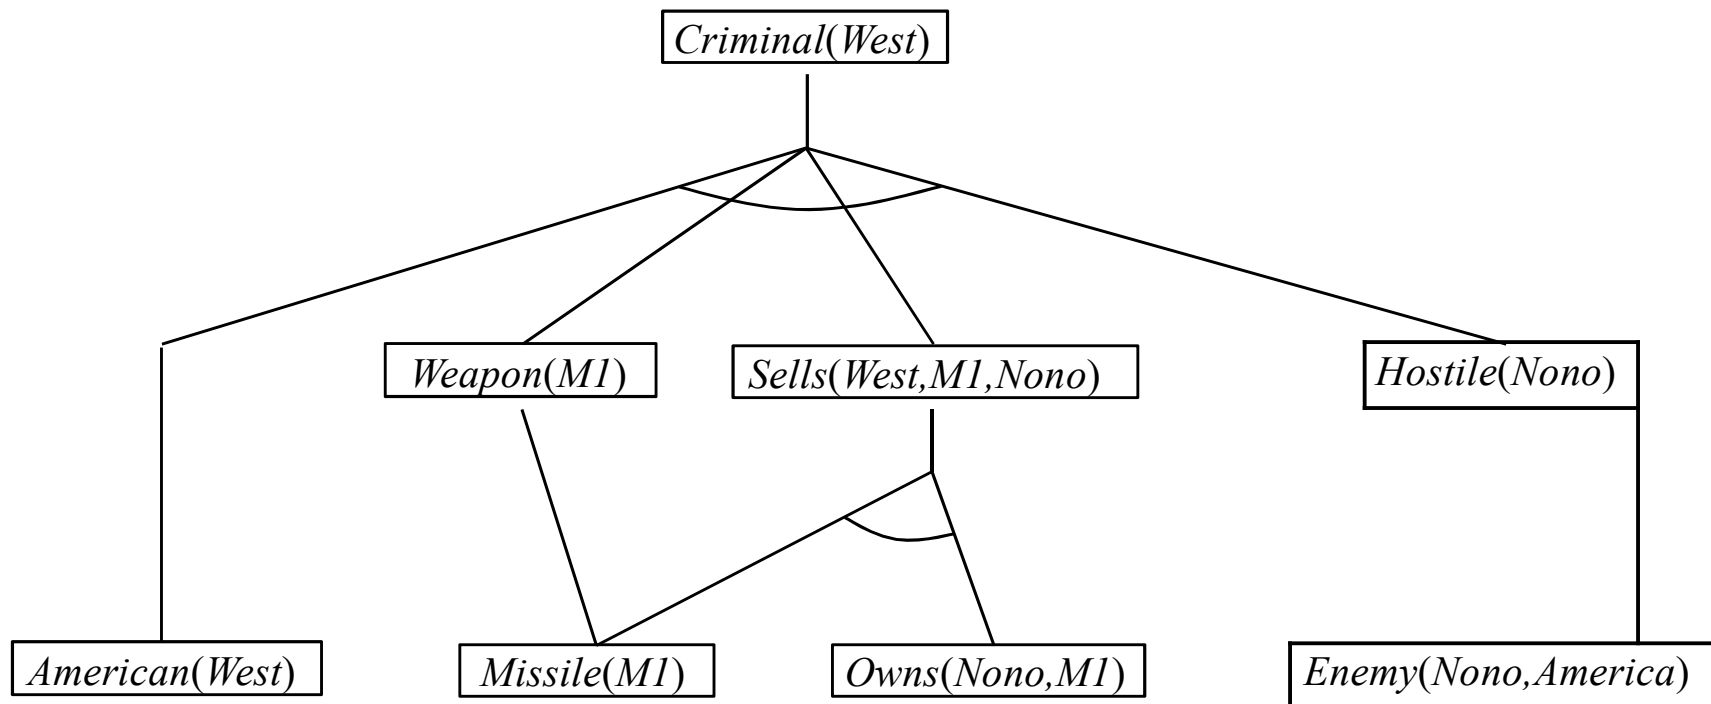 Criminal(West)
Weapon(M1)
Sells(West,M1,Nono)
Hostile(Nono)
American(West)
Missile(M1)
Owns(Nono,M1)
Enemy(Nono,America)